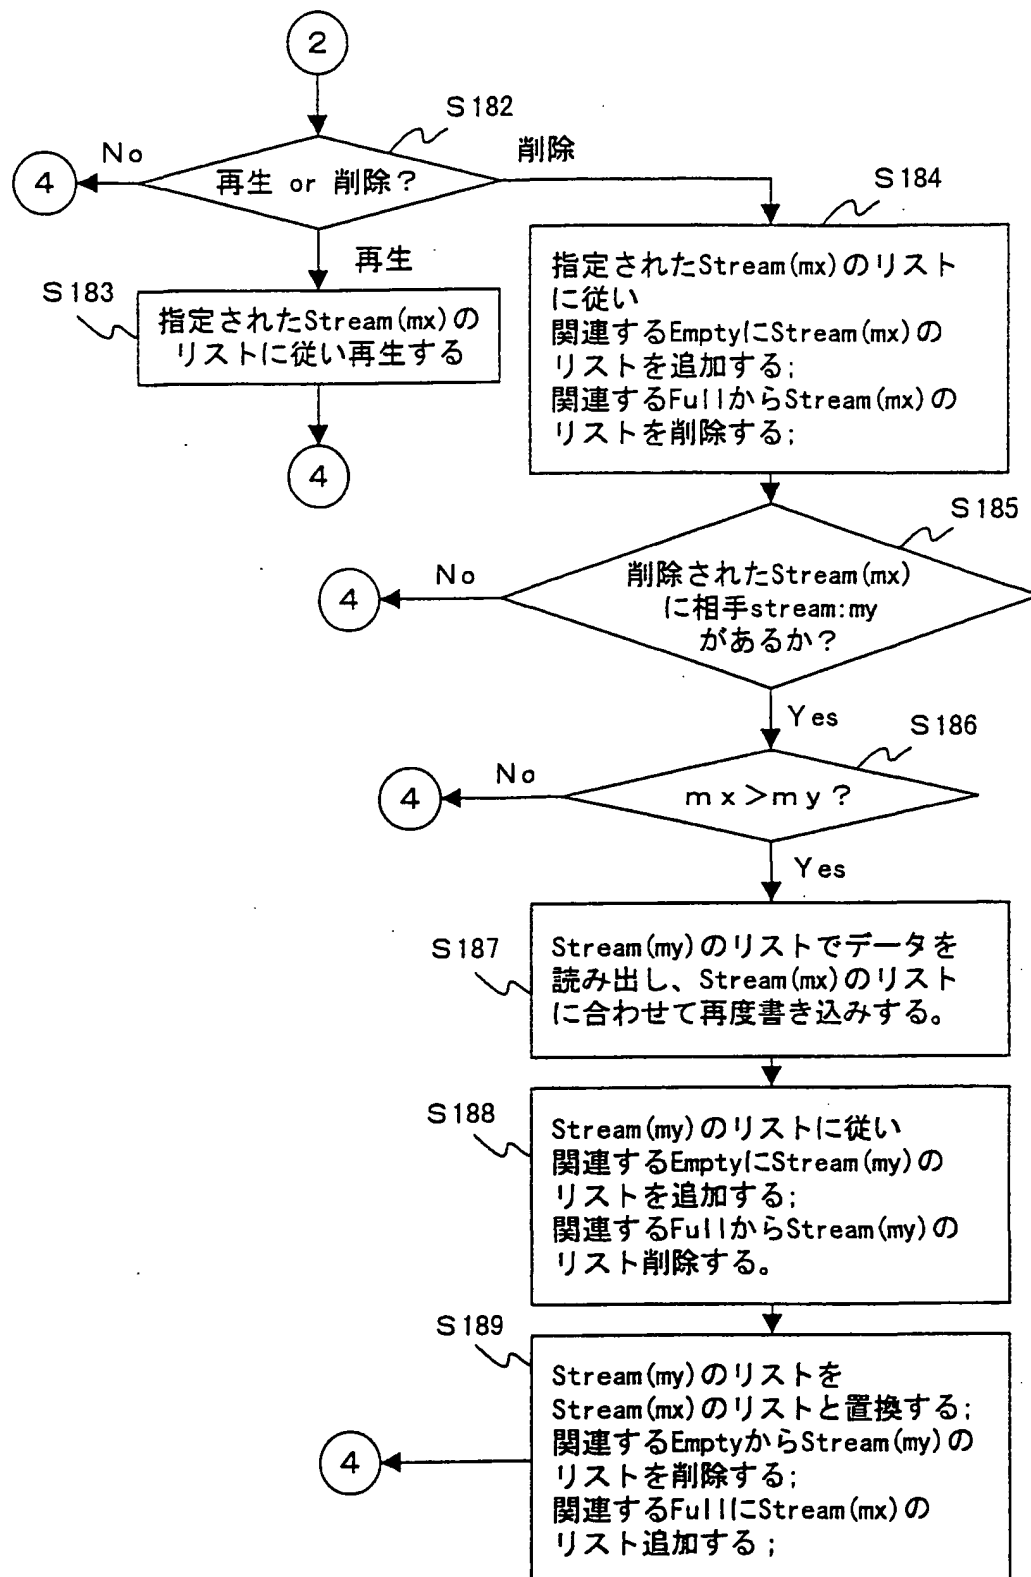 2
S182
No
削除
4
再生 or 削除？
S184
再生
S183
指定されたStream(mx)の
リストに従い再生する
4
指定されたStream(mx)のリスト
に従い
関連するEmptyにStream(mx)の
リストを追加する;
関連するFullからStream(mx)の
リストを削除する;
S185
No
4
削除されたStream(mx)
に相手stream:my
があるか？
Yes
S186
No
4
ｍｘ＞ｍｙ？
Yes
S187
Stream(my)のリストでデータを
読み出し、Stream(mx)のリスト
に合わせて再度書き込みする。
S188
Stream(my)のリストに従い
関連するEmptyにStream(my)の
リストを追加する;
関連するFullからStream(my)の
リスト削除する。
S189
Stream(my)のリストを
Stream(mx)のリストと置換する;
関連するEmptyからStream(my)の
リストを削除する;
関連するFullにStream(mx)の
リスト追加する;
4